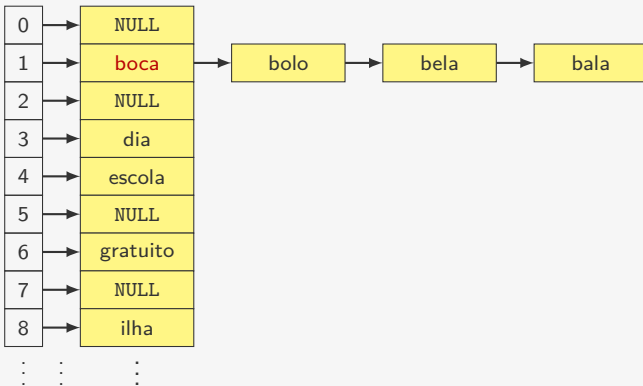 0 NULL
1 boca bolo bela bala
2 NULL
3 dia
4 escola
5 NULL
6 gratuito
7 NULL
8 ilha